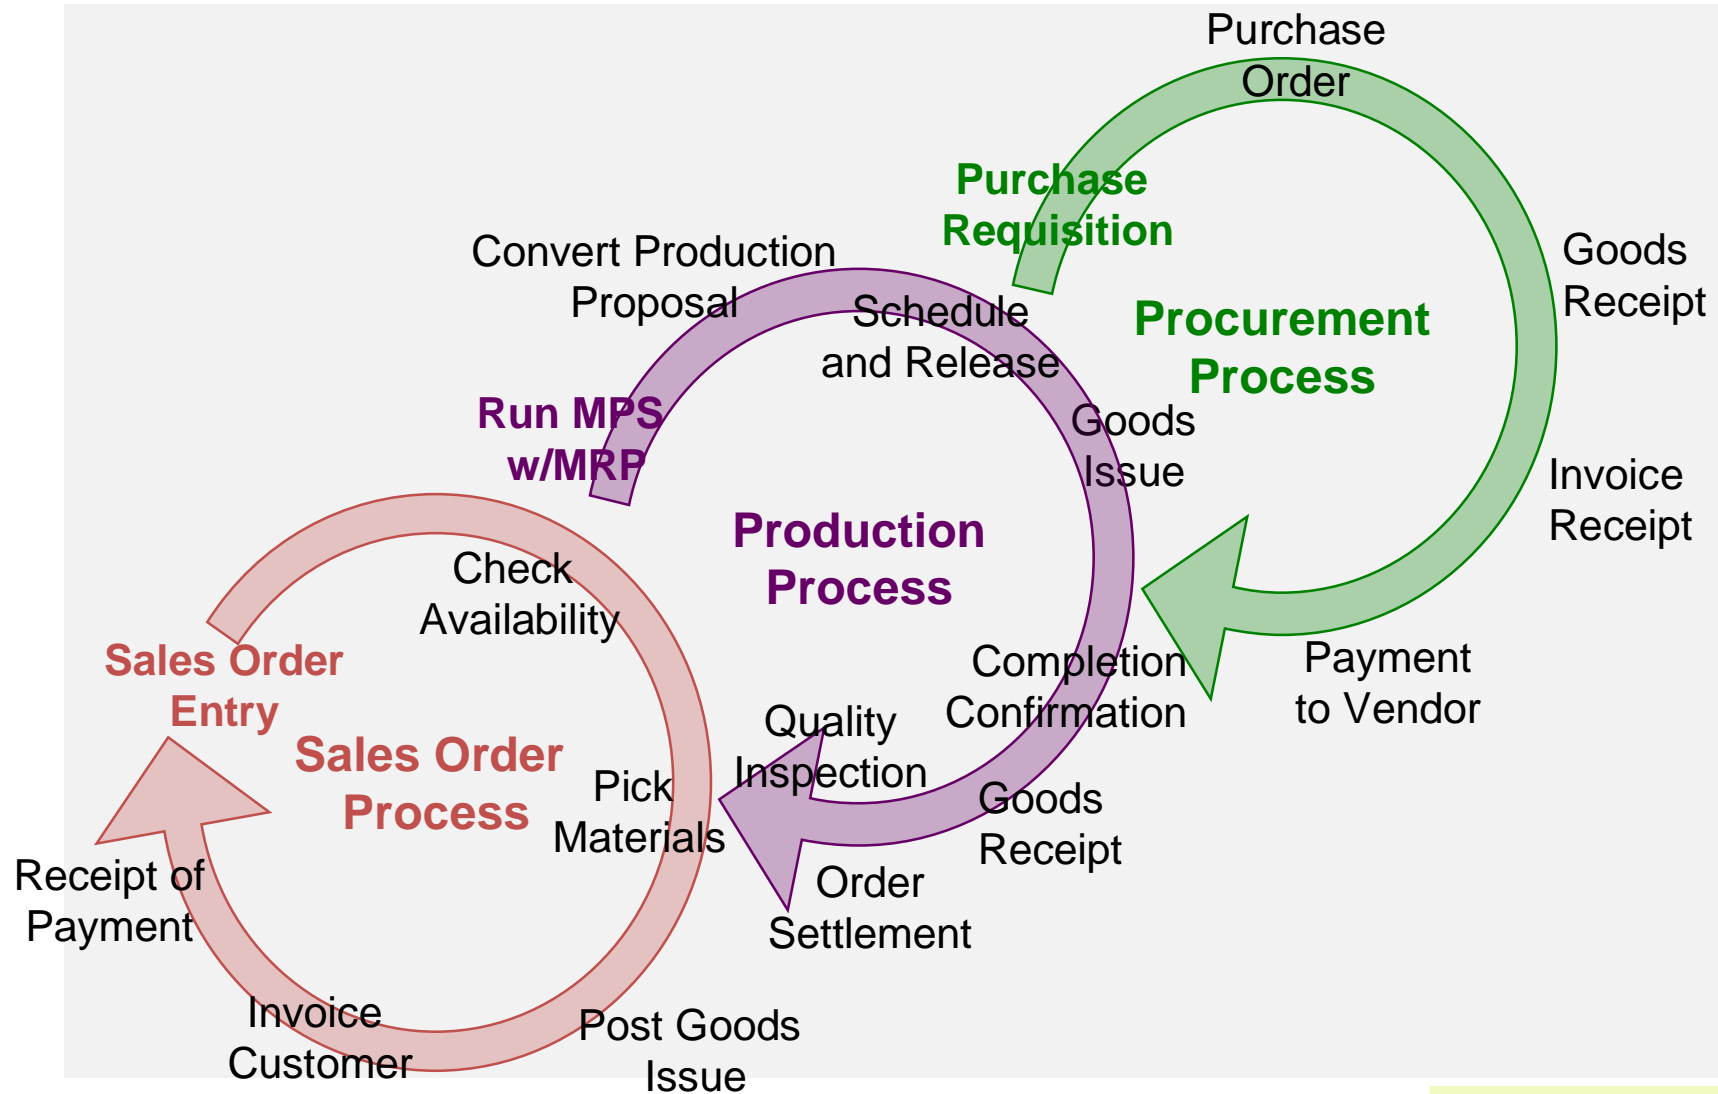 Purchase
Order
Purchase
Requisition
Goods
Receipt
Procurement
Process
Invoice
Receipt
Payment
to Vendor
Convert Production
Proposal
Schedule
and Release
Run MPS
w/MRP
Goods
Issue
Production
Process
Completion
Confirmation
Quality
Inspection
Goods
Receipt
Order
Settlement
Check
Availability
Sales Order
Entry
Sales Order
Process
Pick
Materials
Receipt of
Payment
Invoice
Customer
Post Goods
Issue